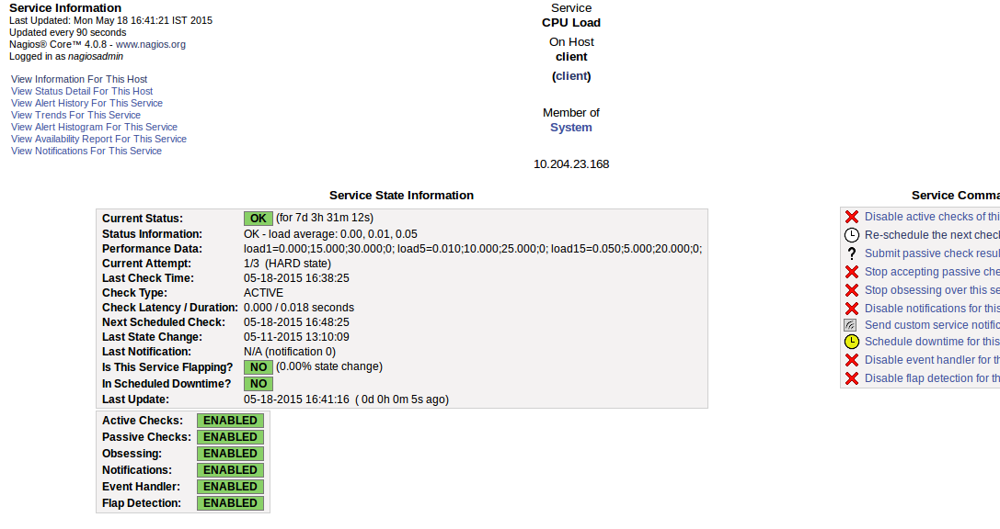 Service Information
Last Updated: Mon May 18 16:41:21 IST 2015
Updated every 90 seconds
Nagios® Core™ 4.0.8 - www.nagios.org
Logged in as nagiosadmin
View Information For This Host
View Status Detail For This Host
View Alert History For This Service
View Trends For This Service
View Alert Histogram For This Service
View Availability Report For This Service
View Notifications For This Service
Service
CPU Load
On Host
client
(client)
Member of
System
10.204.23.168
Service State Information
Current Status: OK (for 7d 3h 31m 12s)
Status Information: OK - load average: 0.00, 0.01, 0.05
Performance Data: load1=0.000;15.000;30.000;0; load5=0.010;10.000;25.000;0; load15=0.050;5.000;20.000;0;
Current Attempt: 1/3 (HARD state)
Last Check Time: 05-18-2015 16:38:25
Check Type: ACTIVE
Check Latency / Duration: 0.000 / 0.018 seconds
Next Scheduled Check: 05-18-2015 16:48:25
Last State Change: 05-11-2015 13:10:09
Last Notification: N/A (notification 0)
Is This Service Flapping? NO (0.00% state change)
In Scheduled Downtime? NO
Last Update: 05-18-2015 16:41:16 ( 0d 0h 0m 5s ago)
Active Checks: ENABLED
Passive Checks: ENABLED
Obsessing: ENABLED
Notifications: ENABLED
Event Handler: ENABLED
Flap Detection: ENABLED
Service Comma
Disable active checks of thi
Re-schedule the next check
Submit passive check resul
Stop accepting passive che
Stop obsessing over this se
Disable notifications for this
Send custom service notific
Schedule downtime for this
Disable event handler for th
Disable flap detection for th